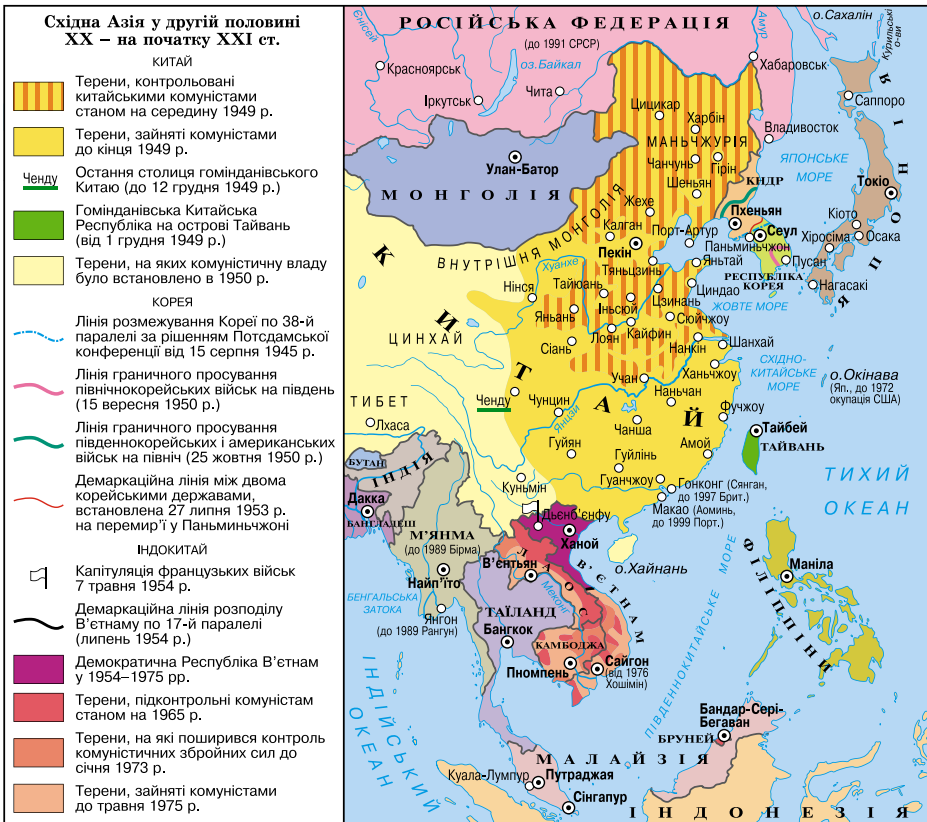 Східна Азія у другій половині
XX – на початку XXI ст.
КИТАЙ
Терени, контрольовані
китайськими комуністами
станом на середину 1949 р.
Терени, зайняті комуністами
до кінця 1949 р.
Ченду
Остання столиця гомінданівського
Китаю (до 12 грудня 1949 р.)
Гомінданівська Китайська
Республіка на острові Тайвань
(від 1 грудня 1949 р.)
Терени, на яких комуністичну владу
було встановлено в 1950 р.
КОРЕЯ
Лінія розмежування Кореї по 38-й
паралелі за рішенням Потсдамської
конференції від 15 серпня 1945 р.
Лінія граничного просування
північнокорейських військ на південь
(15 вересня 1950 р.)
Лінія граничного просування
південнокорейських і американських
військ на північ (25 жовтня 1950 р.)
Демаркаційна лінія між двома
корейськими державами,
встановлена 27 липня 1953 р.
на перемир’ї у Паньминьчжоні
ІНДОКИТАЙ
Капітуляція французьких військ
7 травня 1954 р.
Демаркаційна лінія розподілу
В’єтнаму по 17-й паралелі
(липень 1954 р.)
Демократична Республіка В’єтнам
у 1954–1975 рр.
Терени, підконтрольні комуністам
станом на 1965 р.
Терени, на які поширився контроль
комуністичних збройних сил до
січня 1973 р.
Терени, зайняті комуністами
до травня 1975 р.
РОСІЙСЬКА ФЕДЕРАЦІЯ
(до 1991 СРСР)
Єнісей
Красноярськ
оз.Байкал
Іркутськ
Чита
Амур
о.Сахалін
Курильські
о-ви
Хабаровськ
Саппоро
Владивосток
ЯПОНСЬКЕ
МОРЕ
ЯПОНІЯ
Токіо
Кіото
Осака
Хіросіма
Нагасакі
Улан-Батор
МОНГОЛІЯ
Цицикар
Харбін
МАНЬЧЖУРІЯ
Чанчунь
Гірін
Шеньян
Жехе
КНДР
Пхеньян
Сеул
Паньминьчжон
Пусан
РЕСПУБЛІКА
КОРЕЯ
ЖОВТЕ МОРЕ
ВНУТРІШНЯ МОНГОЛІЯ
Калган
Порт-Артур
Пекін
Яньтай
Хуанхе
Тяньцзинь
Нінся
Тайюань
Циндао
Цзинань
Яньань
Іньсюй
КИТАЙ
ЦИНХАЙ
Лоян
Кайфин
Сюйчжоу
Сіань
Нанкін
Шанхай
Ханьчжоу
СХІДНО-
КИТАЙСЬКЕ
МОРЕ
о.Окінава
(Яп., до 1972
окупація США)
Учан
Ченду
Чунцин
Янцзи
Наньчан
ТИБЕТ
Лхаса
Чанша
Фучжоу
Гуйян
Гуйлінь
Амой
Тайбей
ТАЙВАНЬ
Куньмін
Гуанчжоу
Гонконг (Сянган,
до 1997 Брит.)
Макао (Аоминь,
до 1999 Порт.)
ТИХИЙ
ОКЕАН
БУТАН
ІНДІЯ
Дакка
БАНГЛАДЕШ
М’ЯНМА
(до 1989 Бірма)
Найп’їто
Янгон
(до 1989 Рангун)
БЕНГАЛЬСЬКА
ЗАТОКА
Дьєнб’єнфу
Ханой
о.Хайнань
ЛАОС
В’єнтьян
В’ЄТНАМ
Меконг
ТАЇЛАНД
Бангкок
КАМБОДЖА
Пномпень
Сайгон
(від 1976
Хошімін)
ПІВДЕННОКИТАЙСЬКЕ МОРЕ
Маніла
ФІЛІППІНИ
ІНДІЙСЬКИЙ
ОКЕАН
Бандар-Сері-
Бегаван
БРУНЕЙ
МАЛАЙЗІЯ
Куала-Лумпур
Путраджая
Сінгапур
ІНДОНЕЗІЯ